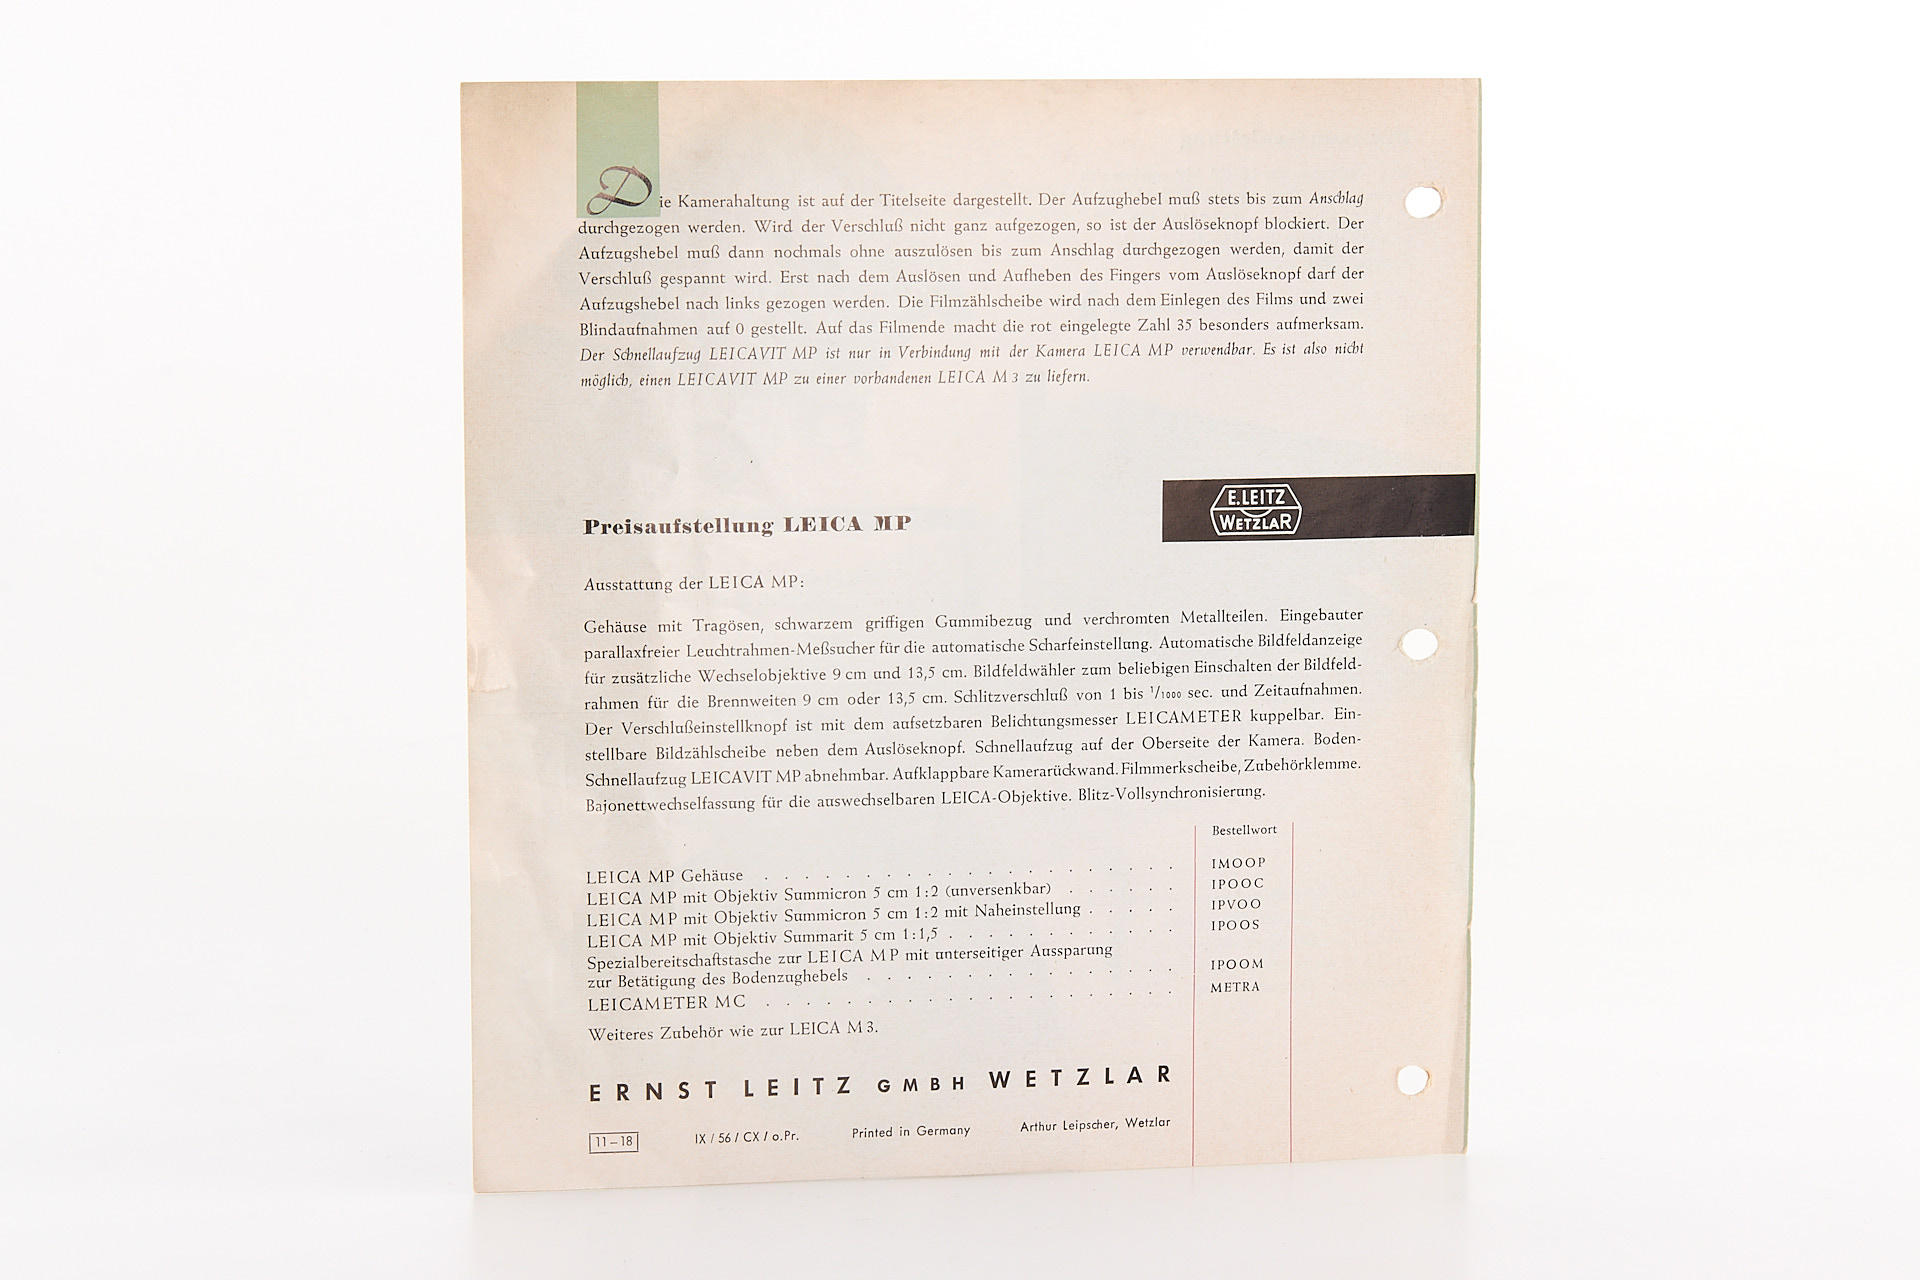 Die Kamerahaltung ist auf der Titelseite dargestellt. Der Aufzughebel muß stets bis zum Anschlag
durchgezogen werden. Wird der Verschluß nicht ganz aufgezogen, so ist der Auslöseknopf blockiert. Der
Aufzugshebel muß dann nochmals ohne auszulösen bis zum Anschlag durchgezogen werden, damit der
Verschluß gespannt wird. Erst nach dem Auslösen und Aufheben des Fingers vom Auslöseknopf darf der
Aufzugshebel nach links gezogen werden. Die Filmzählscheibe wird nach dem Einlegen des Films und zwei
Blindaufnahmen auf 0 gestellt. Auf das Filmende macht die rot eingelegte Zahl 35 besonders aufmerksam.
Der Schnellaufzug LEICAVIT MP ist nur in Verbindung mit der Kamera LEICA MP verwendbar. Es ist also nicht
möglich, einen LEICAVIT MP zu einer vorhandenen LEICA M 3 zu liefern.
E. LEITZ
WETZLAR
Preisaufstellung LEICA MP
Ausstattung der LEICA MP:
Gehäuse mit Tragösen, schwarzem griffigen Gummibezug und verchromten Metallteilen. Eingebauter
parallaxfreier Leuchtrahmen-Meßsucher für die automatische Scharfeinstellung. Automatische Bildfeldanzeige
für zusätzliche Wechselobjektive 9 cm und 13,5 cm. Bildfeldwähler zum beliebigen Einschalten der Bildfeld-
rahmen für die Brennweiten 9 cm oder 13,5 cm. Schlitzverschluß von 1 bis 1/1000 sec. und Zeitaufnahmen.
Der Verschlußeinstellknopf ist mit dem aufsetzbaren Belichtungsmesser LEICAMETER kuppelbar. Ein-
stellbare Bildzählscheibe neben dem Auslöseknopf. Schnellaufzug auf der Oberseite der Kamera. Boden-
Schnellaufzug LEICAVIT MP abnehmbar. Aufklappbare Kamerarückwand. Filmmerkscheibe, Zubehörklemme.
Bajonettwechselfassung für die auswechselbaren LEICA-Objektive. Blitz-Vollsynchronisierung.
Bestellwort
LEICA MP Gehäuse . . . . . . . . . . . . . . . . . . . . . IMOOP
LEICA MP mit Objektiv Summicron 5 cm 1:2 (unversenkbar) . . . . . . . IPOOC
LEICA MP mit Objektiv Summicron 5 cm 1:2 mit Naheinstellung . . . . . IPVOO
LEICA MP mit Objektiv Summarit 5 cm 1:1,5 . . . . . . . . . . . . IPOOS
Spezialbereitschaftstasche zur LEICA MP mit unterseitiger Aussparung
zur Betätigung des Bodenzughebels . . . . . . . . . . . . . . . . IPOOM
LEICAMETER MC . . . . . . . . . . . . . . . . . . . . . METRA
Weiteres Zubehör wie zur LEICA M 3.
ERNST LEITZ GMBH WETZLAR
11–18 IX / 56 / CX / o.Pr. Printed in Germany Arthur Leipscher, Wetzlar